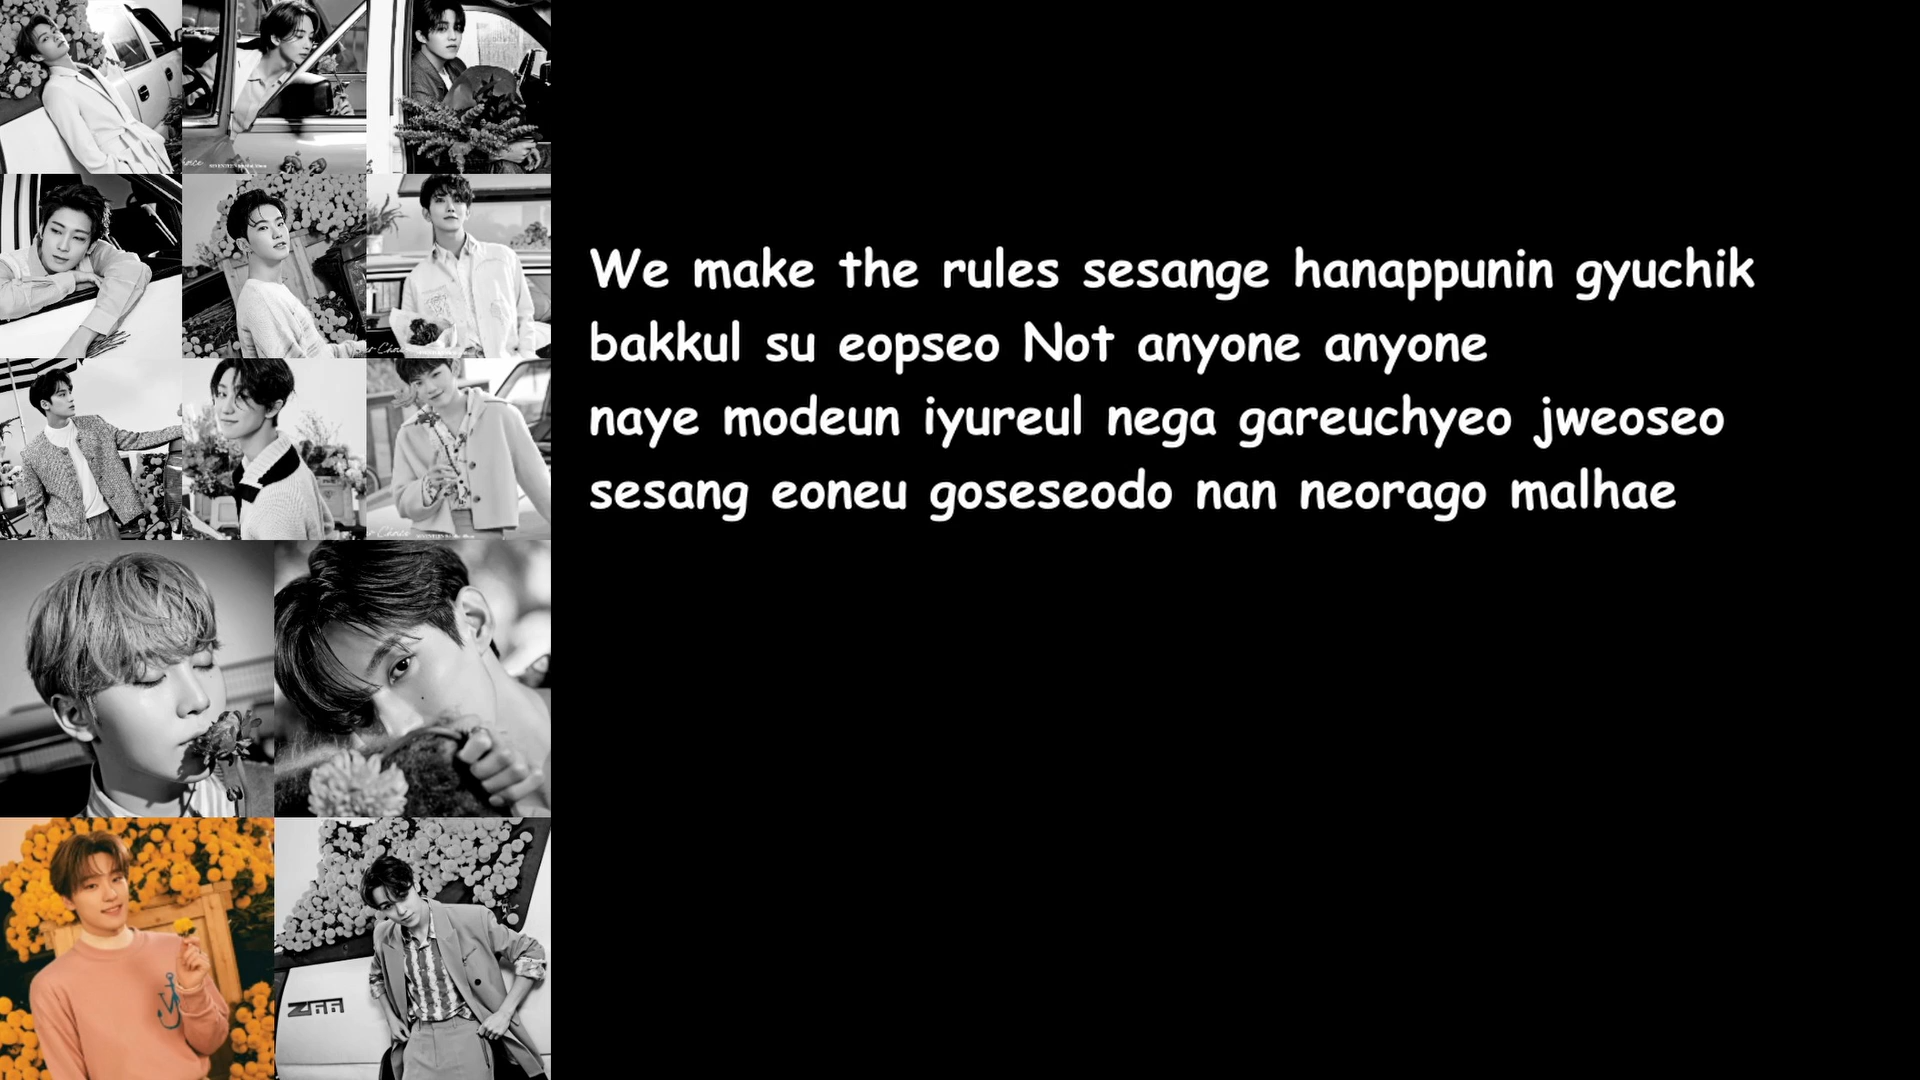 We make the rules sesange hanappunin gyuchik
bakkul su eopseo Not anyone anyone
naye modeun iyureul nega gareuchyeo jweoseo
sesang eoneu goseseodo nan neorago malhae